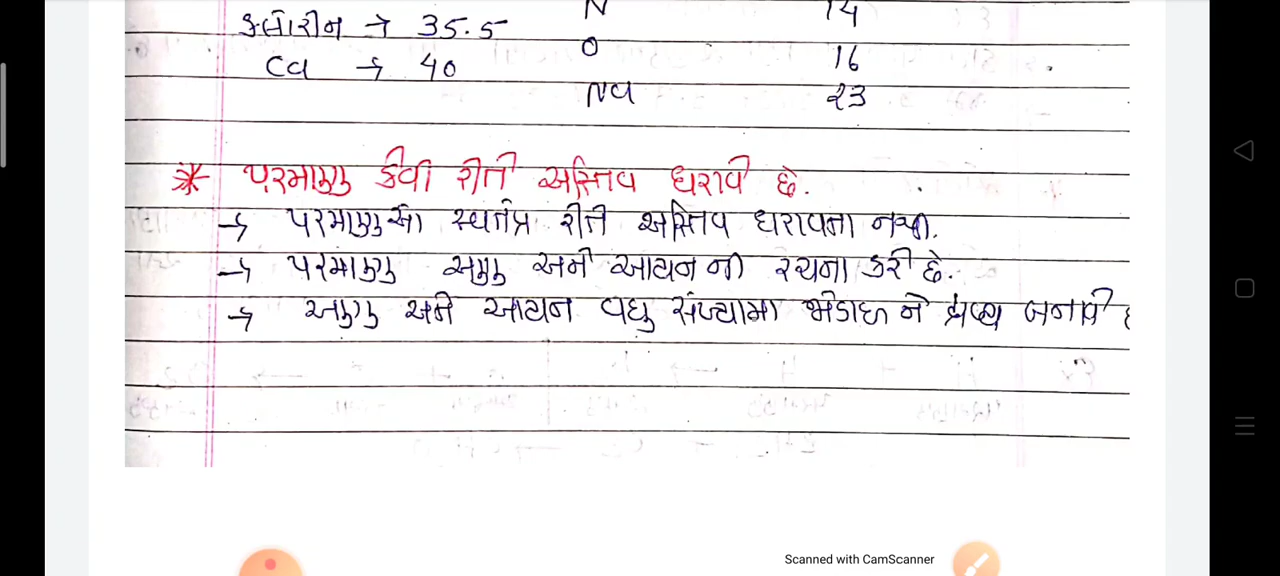 ક્લોરીન → 35.5
N 14
O 16
Ca → 40
Na 23
* પરમાણુ કેવી રીતે અસ્તિવ ધરાવે છે.
→ પરમાણુઓ સ્વતંત્ર રીતે અસ્તિવ ધરાવતા નથી.
→ પરમાણુ અણુ અને આયન ની રચના કરે છે.
→ અણુ અને આયન વધુ સંખ્યામા ભેડાઇ ને દ્રવ્ય બનાવે છ
Scanned with CamScanner